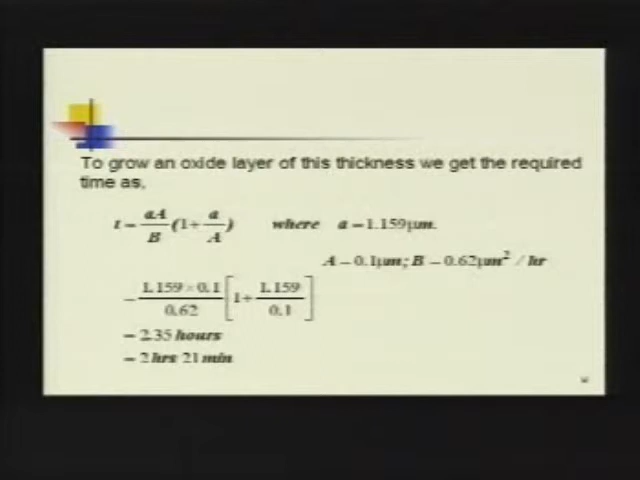 To grow an oxide layer of this thickness we get the required
time as,
t = aA/B (1 + a/A) where a = 1.159μm.
A = 0.1μm; B = 0.62μm² / hr
= 1.159 × 0.1 / 0.62 [1 + 1.159 / 0.1]
= 2.35 hours
= 2 hrs 21 min